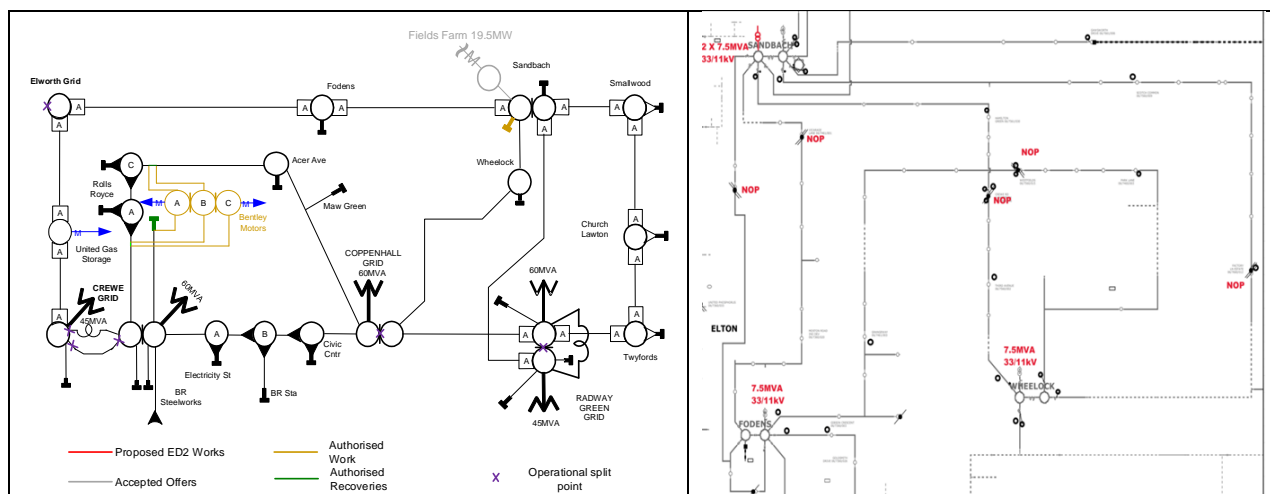 Fields Farm 19.5MW
M
Sandbach
Elworth Grid
Fodens
Smallwood
A
A
A
A
A
A
A
A
A
A
Acer Ave
Wheelock
C
Rolls
Royce
A
A
B
C
M
M
Bentley
Motors
Maw Green
A
M
A
United Gas
Storage
Church
Lawton
A
A
COPPENHALL
GRID
60MVA
CREWE
GRID
45MVA
60MVA
60MVA
A
A
B
Civic
Cntr
A
A
A
A
A
Twyfords
Electricity St
BR Sta
BR
Steelworks
45MVA
RADWAY
GREEN
GRID
Proposed ED2 Works
Authorised
Work
Accepted Offers
Authorised
Recoveries
Operational split
point
2 X 7.5MVA
33/11kV
SANDBACH
NOP
NOP
NOP
NOP
NOP
ELTON
7.5MVA
33/11kV
WHEELOCK
7.5MVA
33/11kV
FODENS